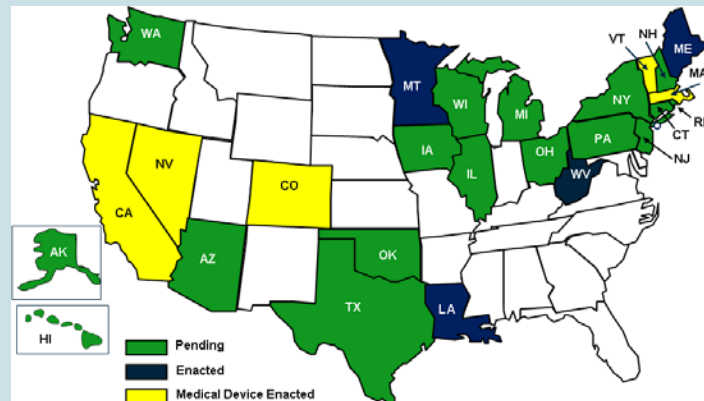 WA
VT
NH
ME
MT
MA
WI
NY
MI
RI
CT
IA
PA
OH
NJ
NV
IL
CO
WV
CA
AK
AZ
OK
TX
LA
HI
Pending
Enacted
Medical Device Enacted